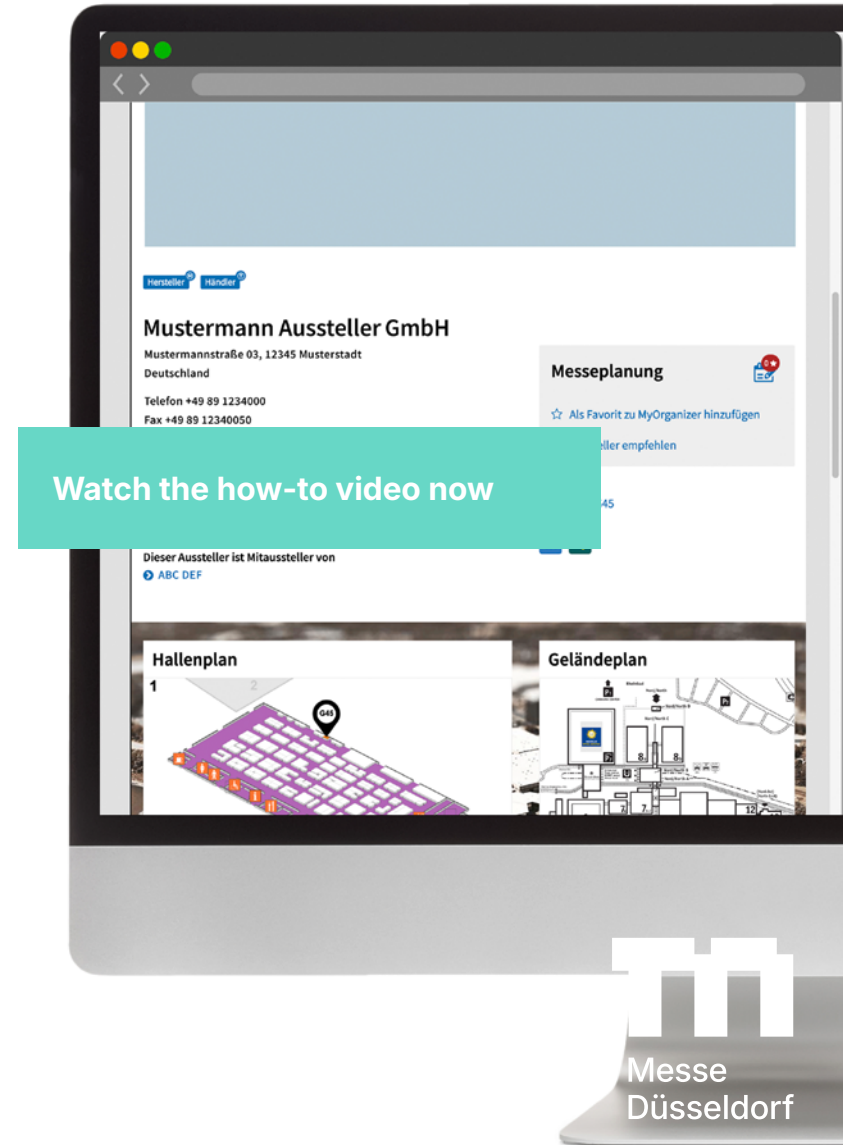 Hersteller
Händler
Mustermann Aussteller GmbH
Mustermannstraße 03, 12345 Musterstadt
Deutschland
Telefon +49 89 1234000
Fax +49 89 12340050
Messeplanung
Als Favorit zu MyOrganizer hinzufügen
empfehlen
Watch the how-to video now
Dieser Aussteller ist Mitaussteller von
ABC DEF
Hallenplan
1
2
G45
Geländeplan
8
8
7
7
12
Messe
Düsseldorf